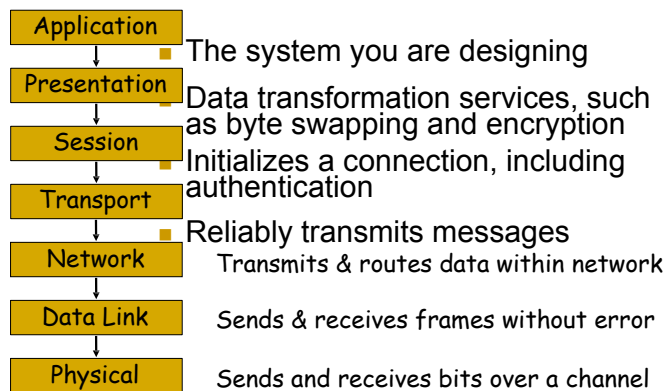 Application
The system you are designing
Presentation
Data transformation services, such
as byte swapping and encryption
Session
Initializes a connection, including
authentication
Transport
Reliably transmits messages
Network
Transmits & routes data within network
Data Link
Sends & receives frames without error
Physical
Sends and receives bits over a channel